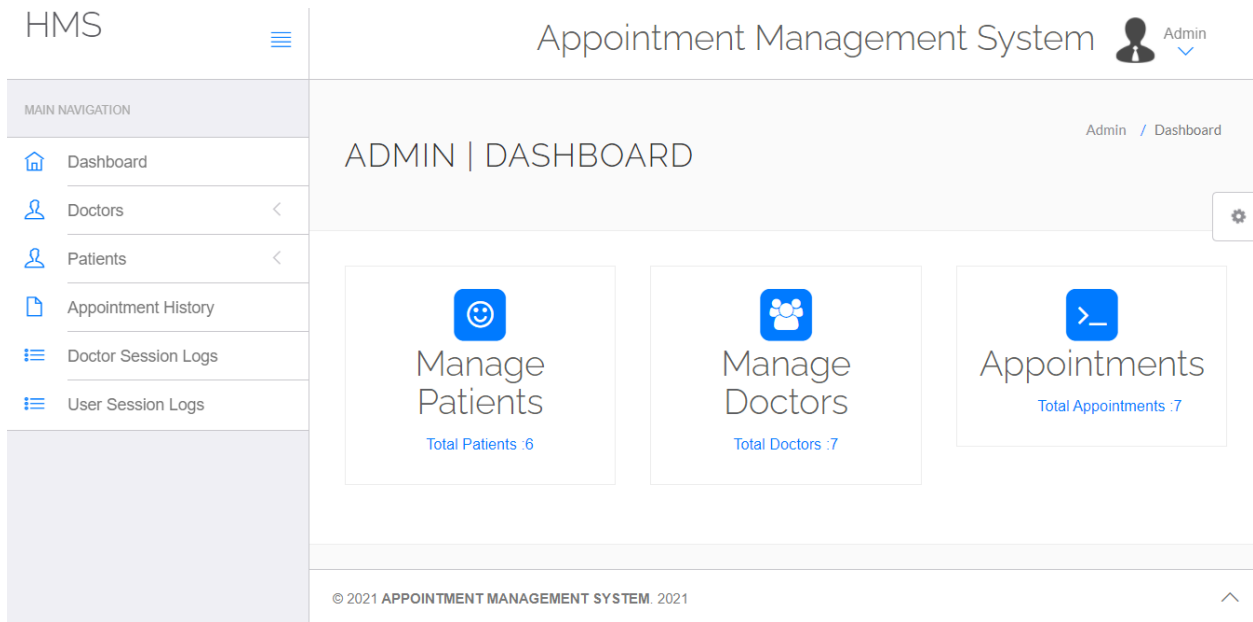 HMS
Appointment Management System
Admin
MAIN NAVIGATION
Dashboard
Doctors
Patients
Appointment History
Doctor Session Logs
User Session Logs
ADMIN | DASHBOARD
Admin / Dashboard
Manage
Patients
Total Patients :6
Manage
Doctors
Total Doctors :7
Appointments
Total Appointments :7
© 2021 APPOINTMENT MANAGEMENT SYSTEM. 2021